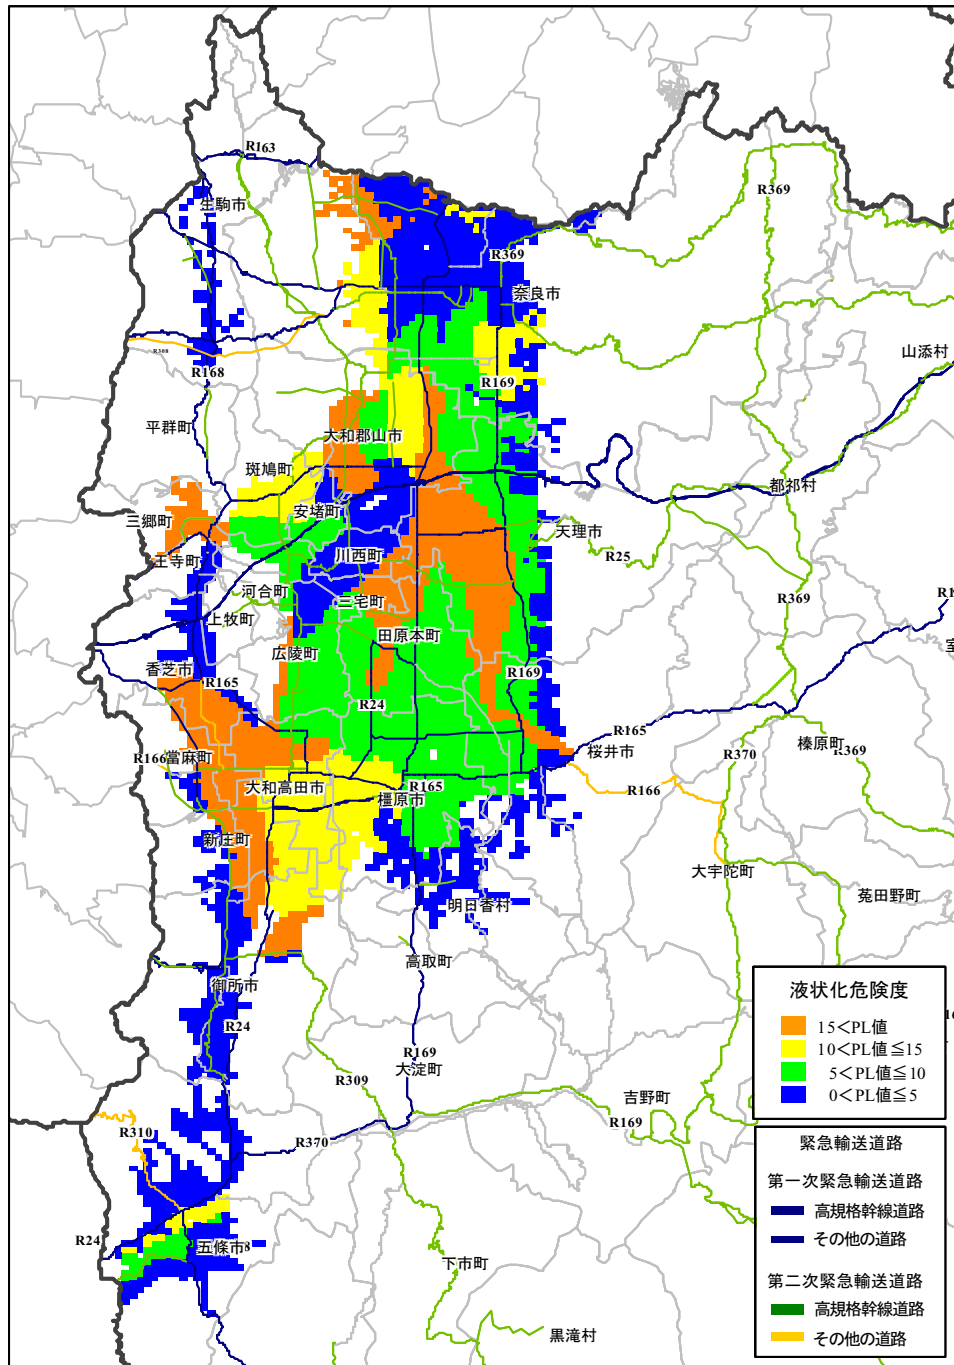 R163
生駒市
R369
R369
奈良市
山添村
R308
R168
R169
平群町
大和郡山市
斑鳩町
都祁村
安堵町
三郷町
天理市
川西町
R25
王寺町
河合町
R369
三宅町
上牧町
田原本町
広陵町
香芝市
R169
R165
R24
R165
榛原町
桜井市
R166
當麻町
R370
R369
大和高田市
R165
R166
橿原市
新庄町
大宇陀町
菟田野町
明日香村
高取町
御所市
R24
R169
大淀町
R309
吉野町
R169
R310
R370
R24
五條市
下市町
黒滝村
液状化危険度
15<PL値
10<PL値≦15
5<PL値≦10
0<PL値≦5
緊急輸送道路
第一次緊急輸送道路
高規格幹線道路
その他の道路
第二次緊急輸送道路
高規格幹線道路
その他の道路